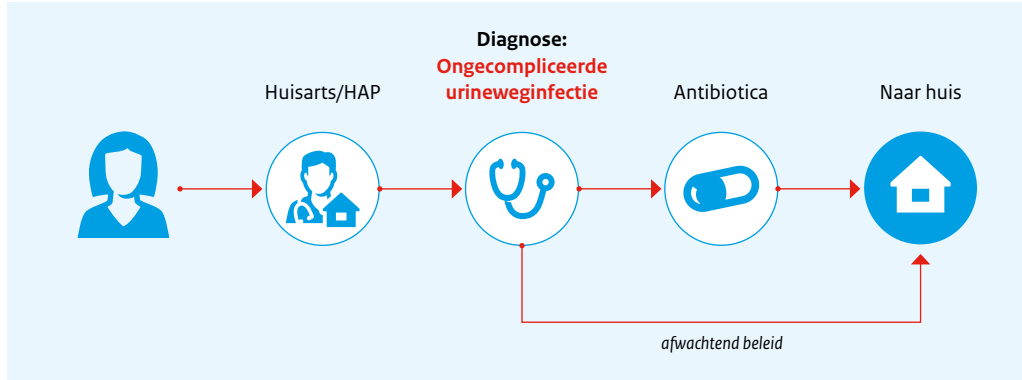 Diagnose:
Ongecompliceerde
urineweginfectie
Huisarts/HAP
Antibiotica
Naar huis
afwachtend beleid